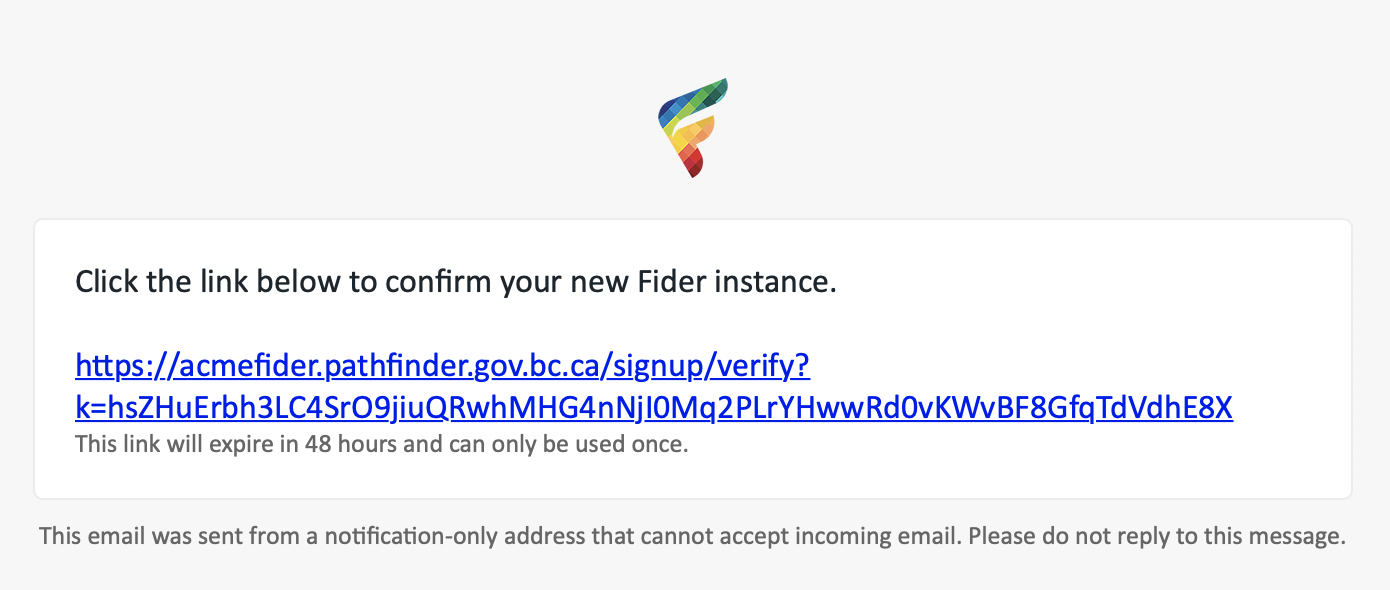 Click the link below to confirm your new Fider instance.
https://acmefider.pathfinder.gov.bc.ca/signup/verify?
k=hsZHuErbh3LC4SrO9jiuQRwhMHG4nNjI0Mq2PLrYHwwRd0vKWvBF8GfqTdVdhE8X
This link will expire in 48 hours and can only be used once.
This email was sent from a notification-only address that cannot accept incoming email. Please do not reply to this message.